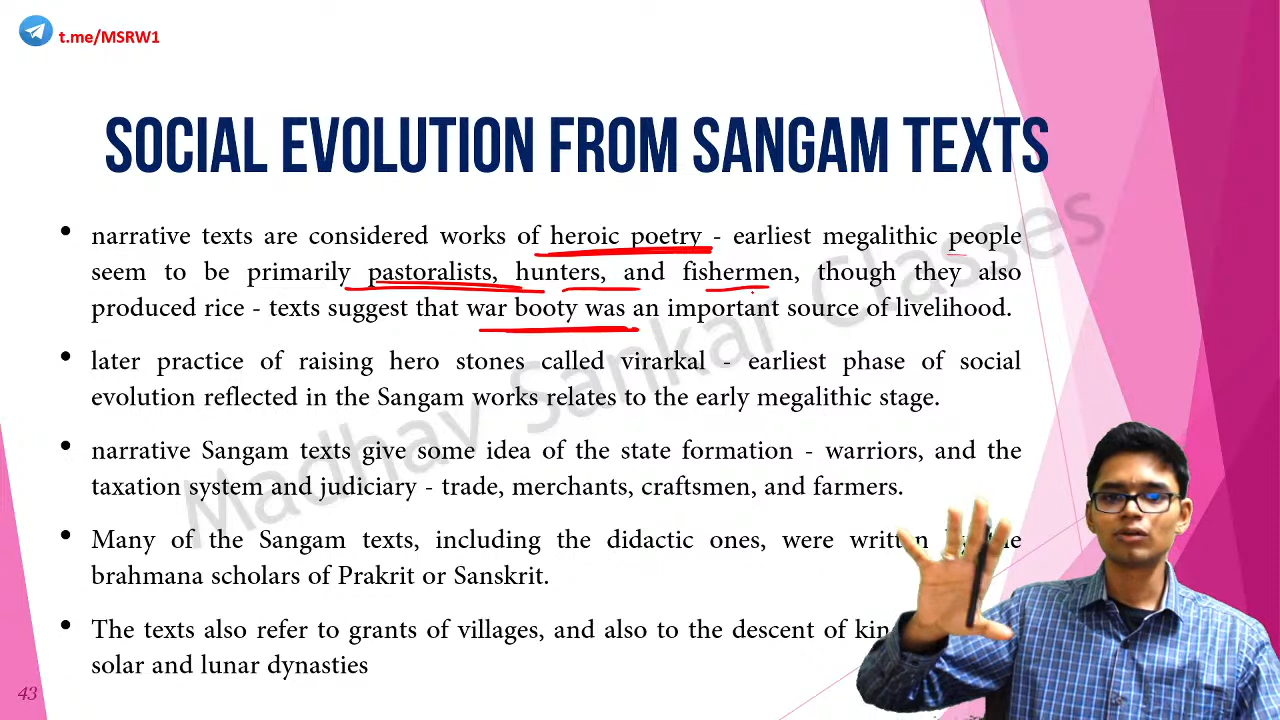 t.me/MSRW1
SOCIAL EVOLUTION FROM SANGAM TEXTS
• narrative texts are considered works of heroic poetry - earliest megalithic people
seem to be primarily pastoralists, hunters, and fishermen, though they also
produced rice - texts suggest that war booty was an important source of livelihood.
• later practice of raising hero stones called virarkal - earliest phase of social
evolution reflected in the Sangam works relates to the early megalithic stage.
• narrative Sangam texts give some idea of the state formation - warriors, and the
taxation system and judiciary - trade, merchants, craftsmen, and farmers.
• Many of the Sangam texts, including the didactic ones, were written
brahmana scholars of Prakrit or Sanskrit.
• The texts also refer to grants of villages, and also to the descent of
solar and lunar dynasties
Madhav Sankar Classes
43